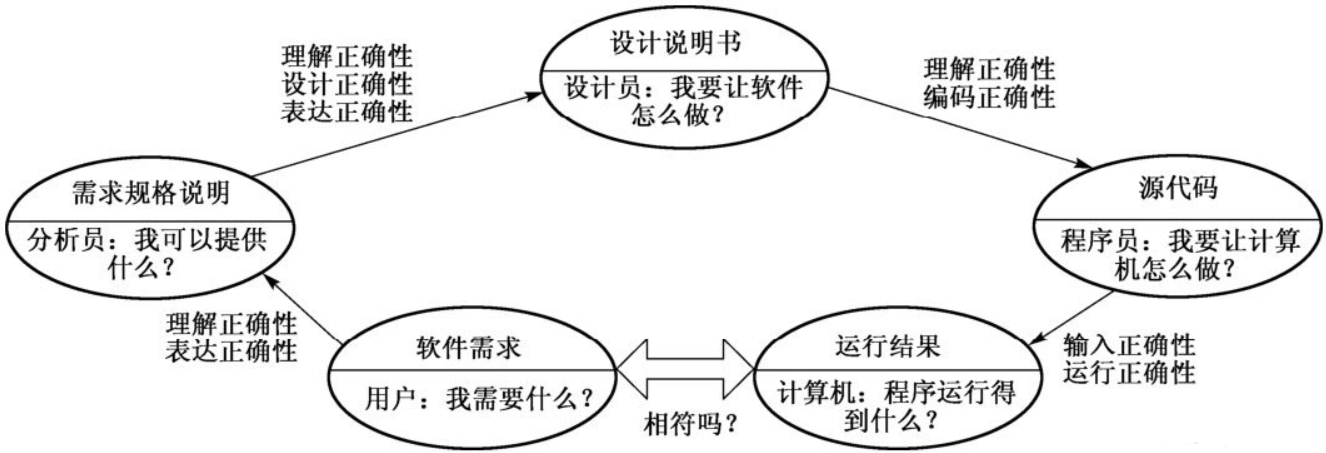 设计说明书
设计员：我要让软件
怎么做？
理解正确性
设计正确性
表达正确性
理解正确性
编码正确性
需求规格说明
分析员：我可以提供
什么？
源代码
程序员：我要让计算
机怎么做？
理解正确性
表达正确性
软件需求
用户：我需要什么？
相符吗？
运行结果
计算机：程序运行得
到什么？
输入正确性
运行正确性